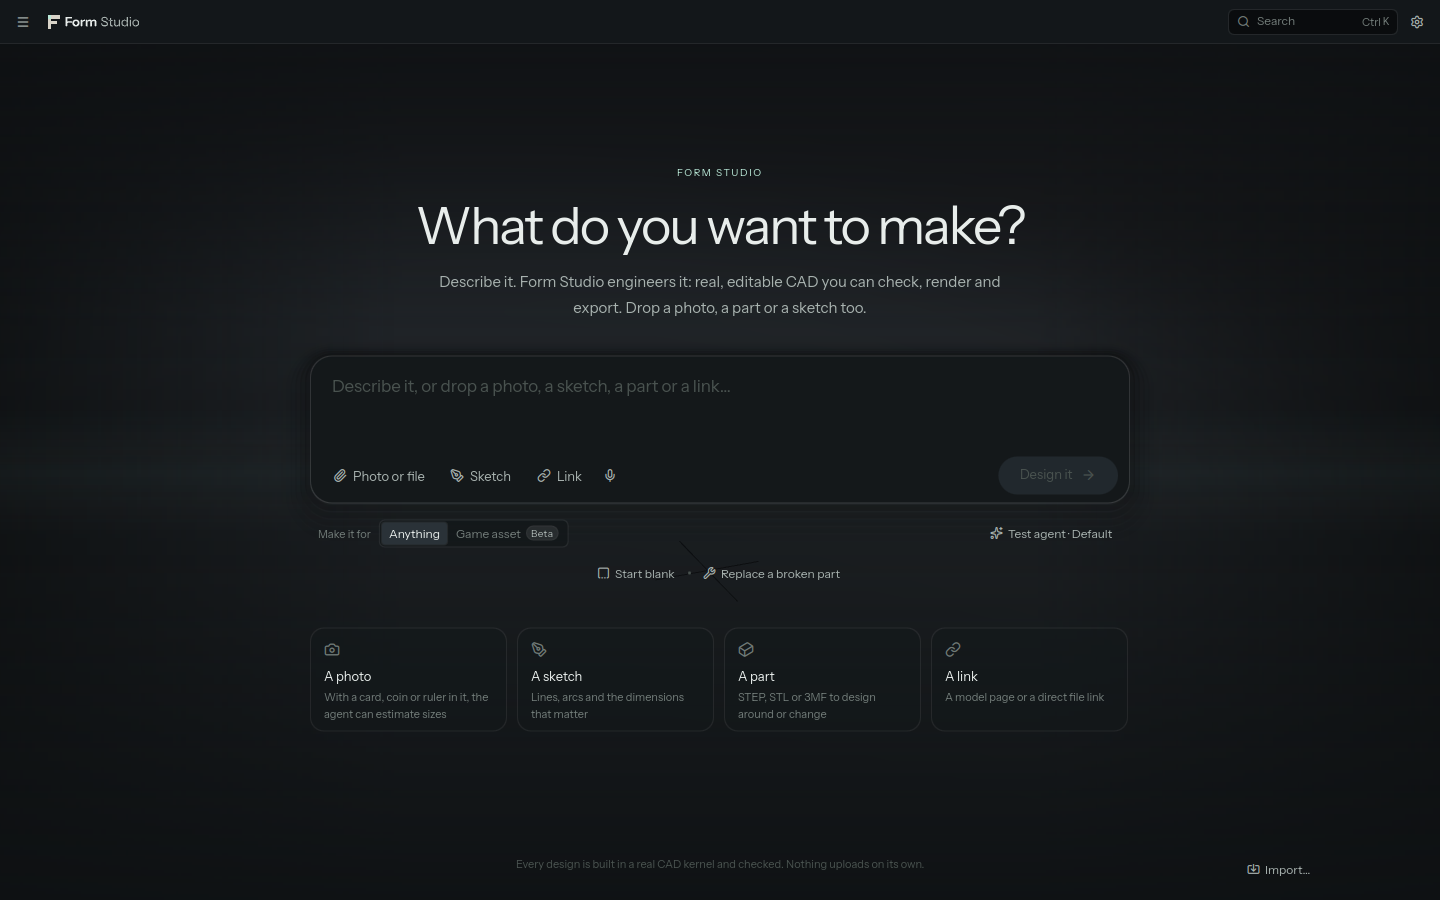 Form Studio
Search Ctrl K
FORM STUDIO
What do you want to make?
Describe it. Form Studio engineers it: real, editable CAD you can check, render and
export. Drop a photo, a part or a sketch too.
Describe it, or drop a photo, a sketch, a part or a link...
Photo or file Sketch Link Design it
Make it for Anything Game asset Beta Test agent · Default
Start blank Replace a broken part
A photo
With a card, coin or ruler in it, the
agent can estimate sizes
A sketch
Lines, arcs and the dimensions
that matter
A part
STEP, STL or 3MF to design
around or change
A link
A model page or a direct file link
Every design is built in a real CAD kernel and checked. Nothing uploads on its own.
Import...